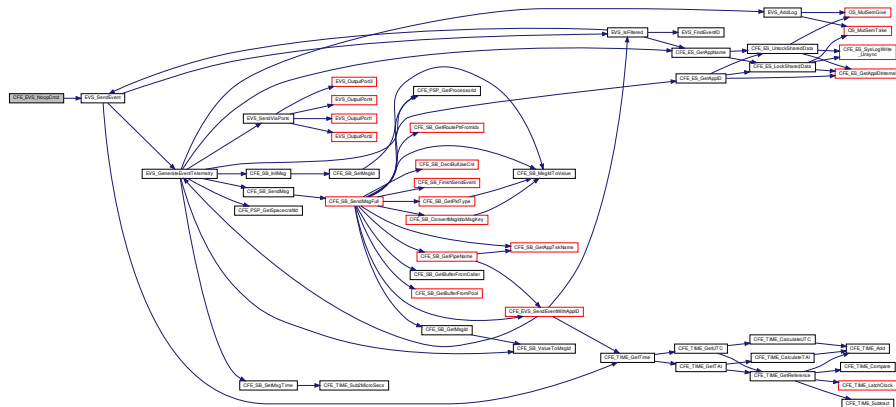 CFE_EVS_NoopCmd
EVS_SendEvent
EVS_GenerateEventTelemetry
EVS_SendViaPorts
CFE_SB_InitMsg
CFE_SB_SendMsg
CFE_PSP_GetSpacecraftId
CFE_SB_SetMsgTime
CFE_TIME_Sub2MicroSecs
EVS_OutputPort3
EVS_OutputPort4
EVS_OutputPort1
EVS_OutputPort2
CFE_SB_SetMsgId
CFE_SB_SendMsgFull
CFE_PSP_GetProcessorId
CFE_SB_GetRoutePtrFromIdx
CFE_SB_DecrBufUseCnt
CFE_SB_FinishSendEvent
CFE_SB_GetPktType
CFE_SB_ConvertMsgIdtoMsgKey
CFE_SB_GetPipeName
CFE_SB_GetBufferFromCaller
CFE_SB_GetBufferFromPool
CFE_SB_GetMsgId
CFE_SB_MsgIdToValue
CFE_SB_GetAppTskName
CFE_EVS_SendEventWithAppID
CFE_SB_ValueToMsgId
EVS_IsFiltered
EVS_FindEventID
CFE_ES_GetAppName
CFE_ES_GetAppID
EVS_AddLog
CFE_ES_UnlockSharedData
CFE_ES_LockSharedData
OS_MutSemGive
OS_MutSemTake
CFE_ES_SysLogWrite
_Unsync
CFE_ES_GetAppIDInternal
CFE_TIME_GetTime
CFE_TIME_GetUTC
CFE_TIME_GetTAI
CFE_TIME_CalculateUTC
CFE_TIME_CalculateTAI
CFE_TIME_GetReference
CFE_TIME_Add
CFE_TIME_Compare
CFE_TIME_LatchClock
CFE_TIME_Subtract